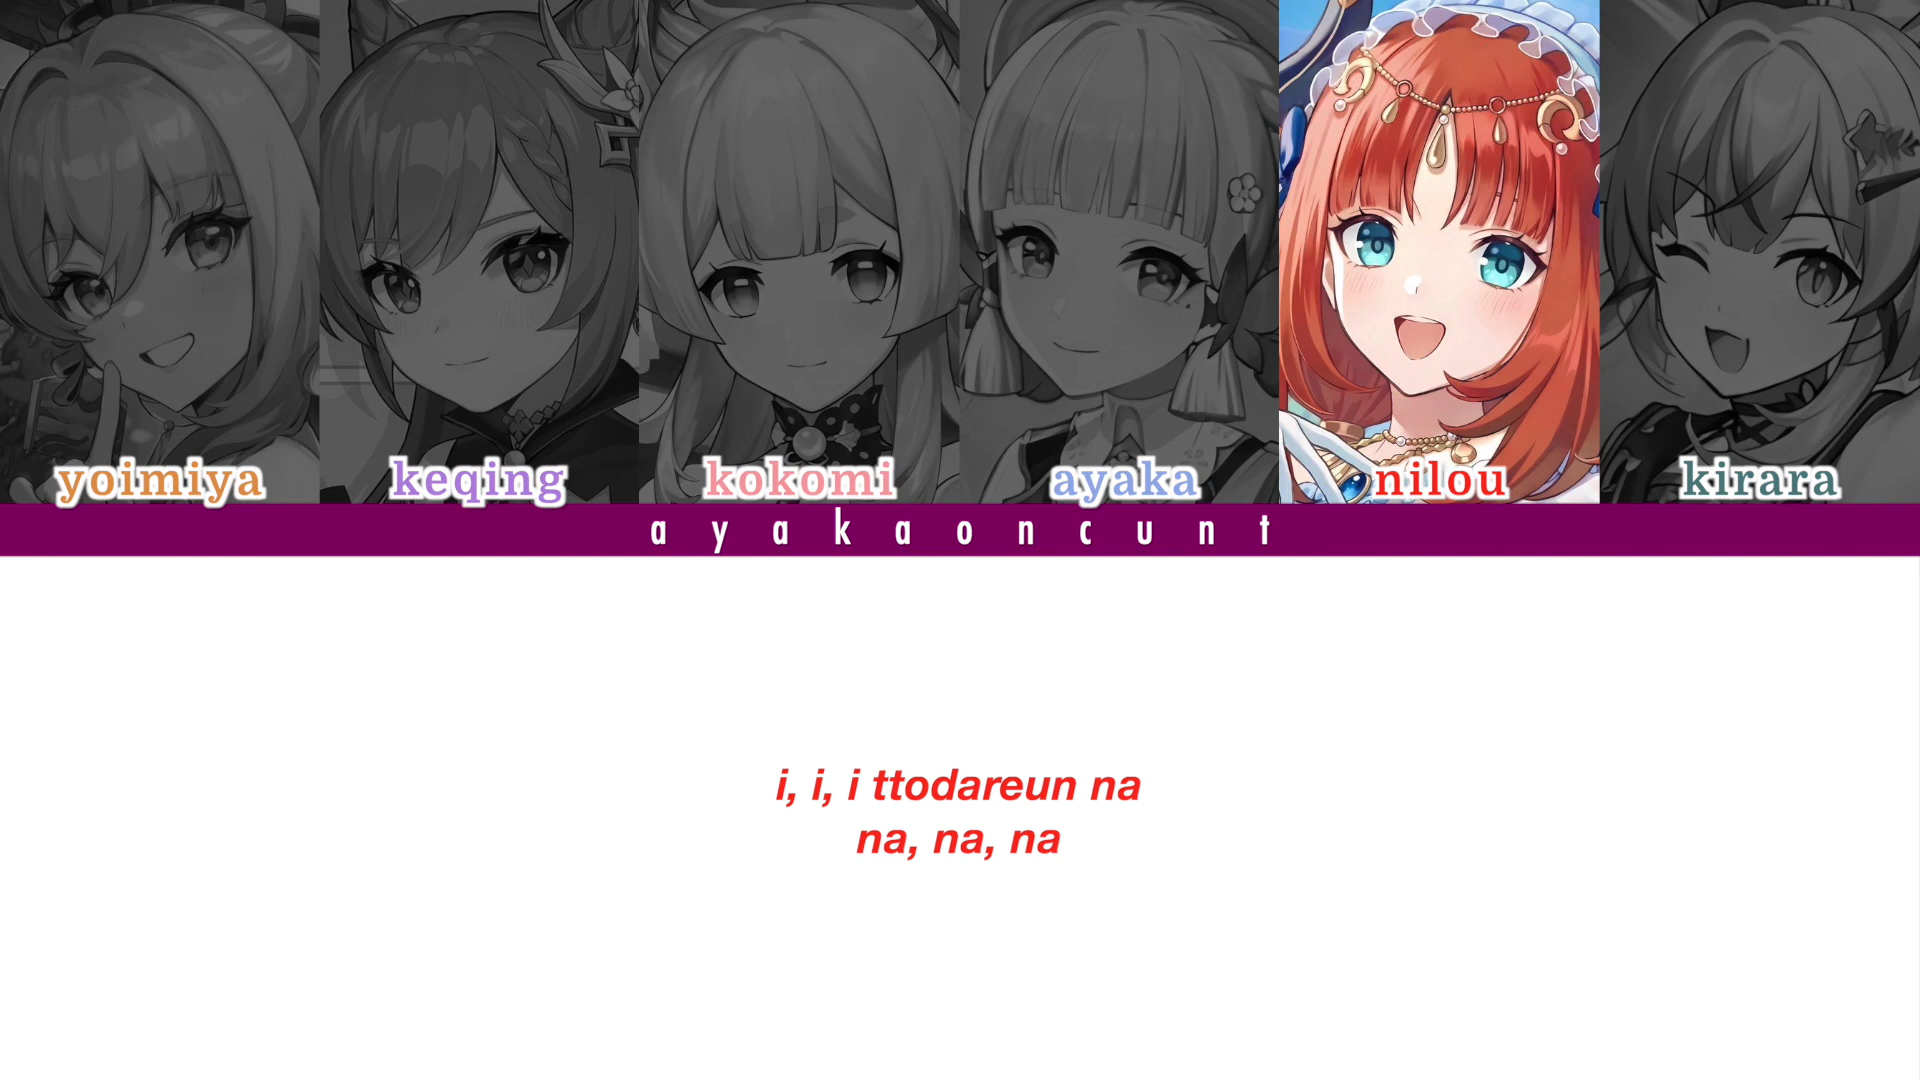 yoimiya
keqing
kokomi
ayaka
nilou
kirara
a y a k a o n c u n t
i, i, i ttodareun na
na, na, na